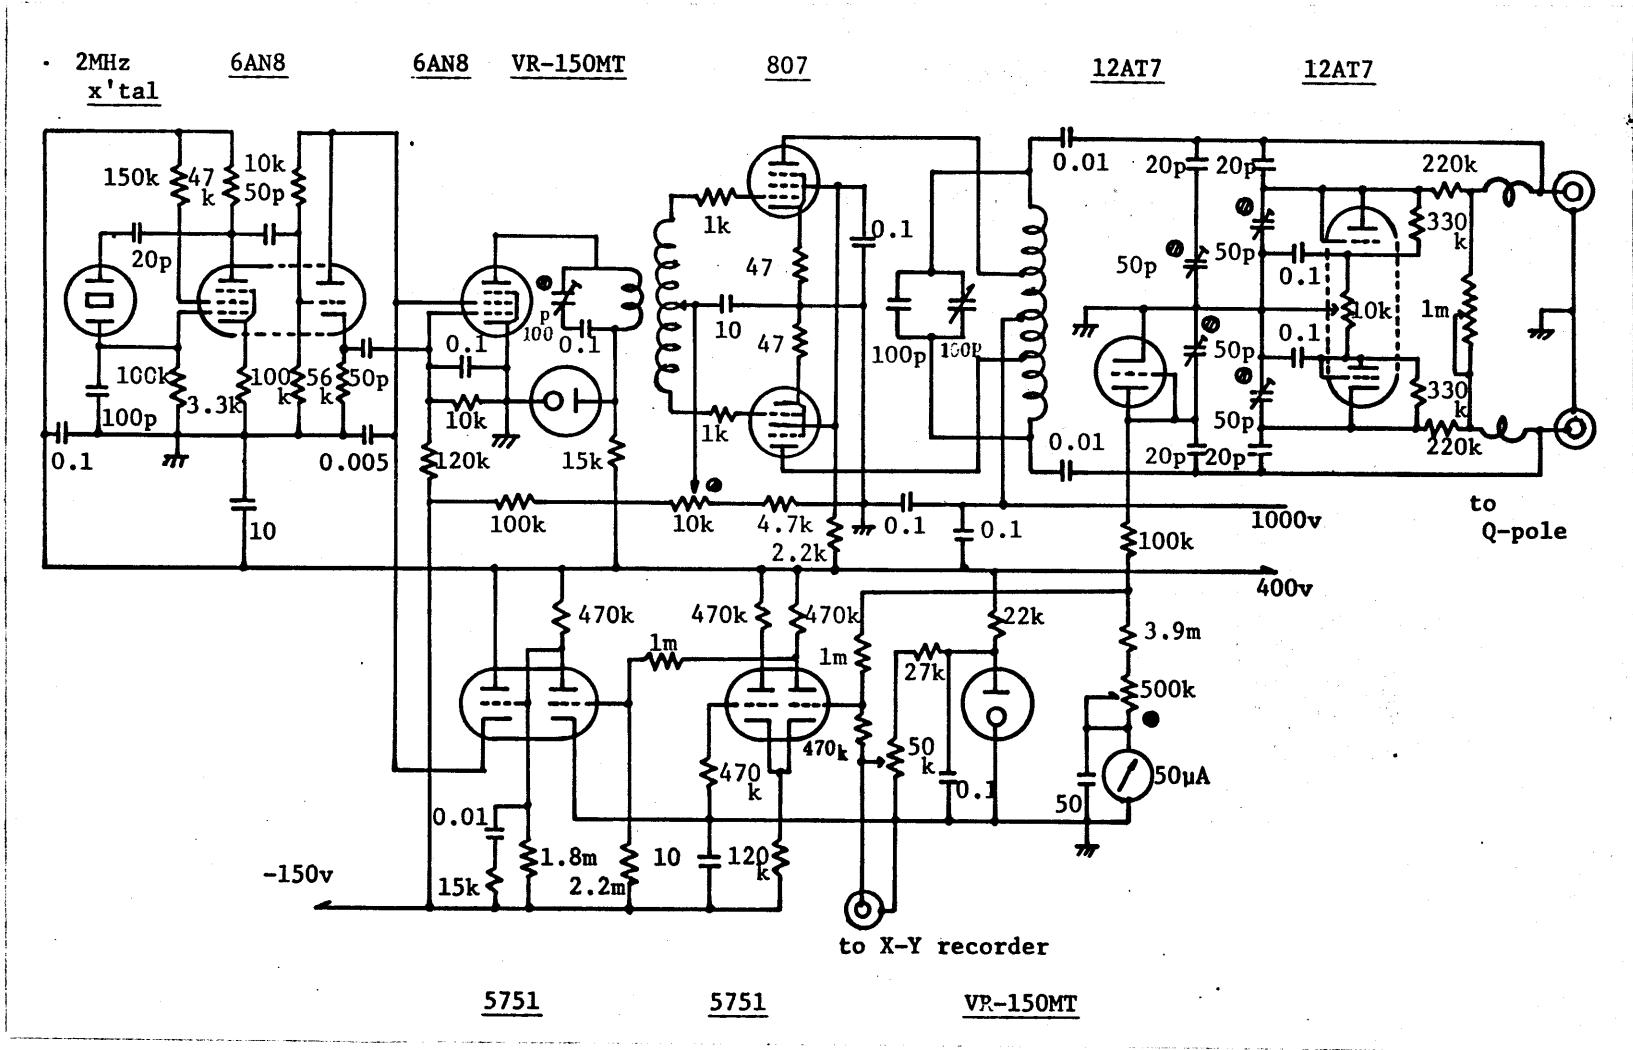 2MHz
x'tal
6AN8
6AN8
VR-150MT
807
12AT7
12AT7
150k
47
k
10k
50p
20p
100k
3.3k
100
k
56
k
50p
100p
0.1
0.005
10
0.1
10k
120k
p
100
0.1
15k
1k
47
10
47
1k
0.1
100p
100p
0.01
0.01
20p
20p
50p
50p
0.1
50p
0.1
50p
20p
20p
10k
220k
330
k
1m
330
k
220k
to
Q-pole
100k
10k
4.7k
2.2k
0.1
0.1
1000v
100k
400v
470k
1m
470k
470k
1m
22k
27k
3.9m
500k
470k
50
k
0.1
50
50μA
470
k
0.01
1.8m
15k
2.2m
10
120
k
-150v
to X-Y recorder
5751
5751
VR-150MT